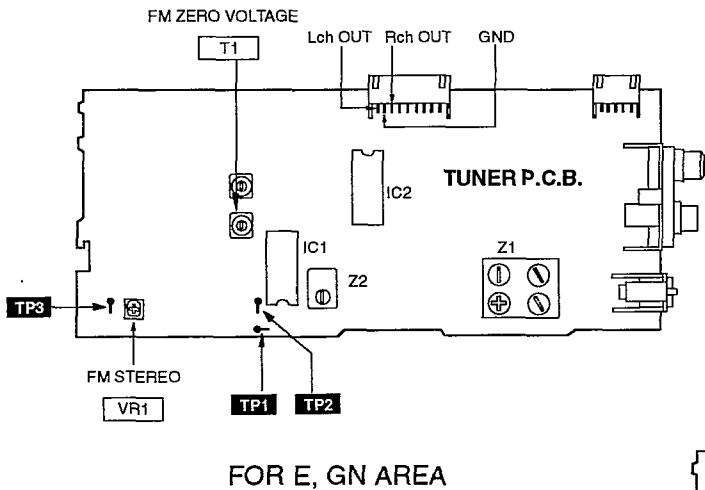 FM ZERO VOLTAGE
T1
Lch OUT Rch OUT GND
TUNER P.C.B.
IC2
IC1
Z2
Z1
TP3
FM STEREO
VR1
TP1
TP2
FOR E, GN AREA